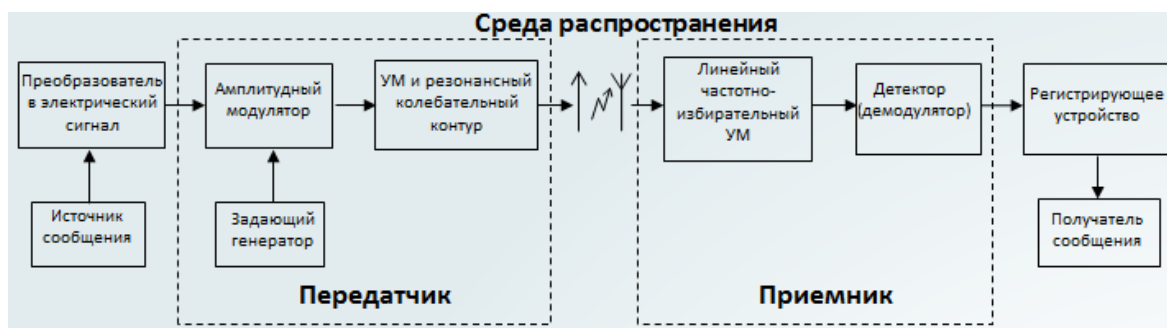 Среда распространения
Преобразователь
в электрический
сигнал
Амплитудный
модулятор
УМ и резонансный
колебательный
контур
Линейный
частотно-
избирательный
УМ
Детектор
(демодулятор)
Регистрирующее
устройство
Источник
сообщения
Задающий
генератор
Получатель
сообщения
Передатчик
Приемник